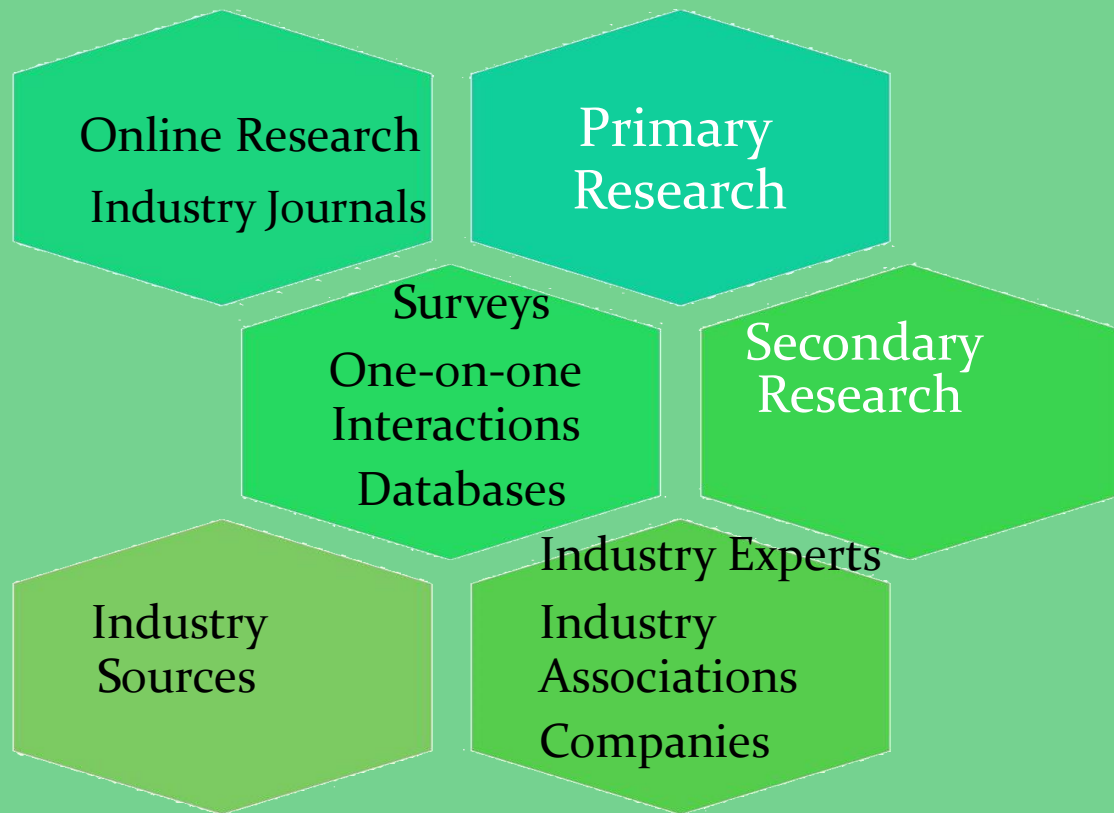 Online Research
Industry Journals
Primary
Research
Surveys
One-on-one
Interactions
Databases
Secondary
Research
Industry
Sources
Industry Experts
Industry
Associations
Companies